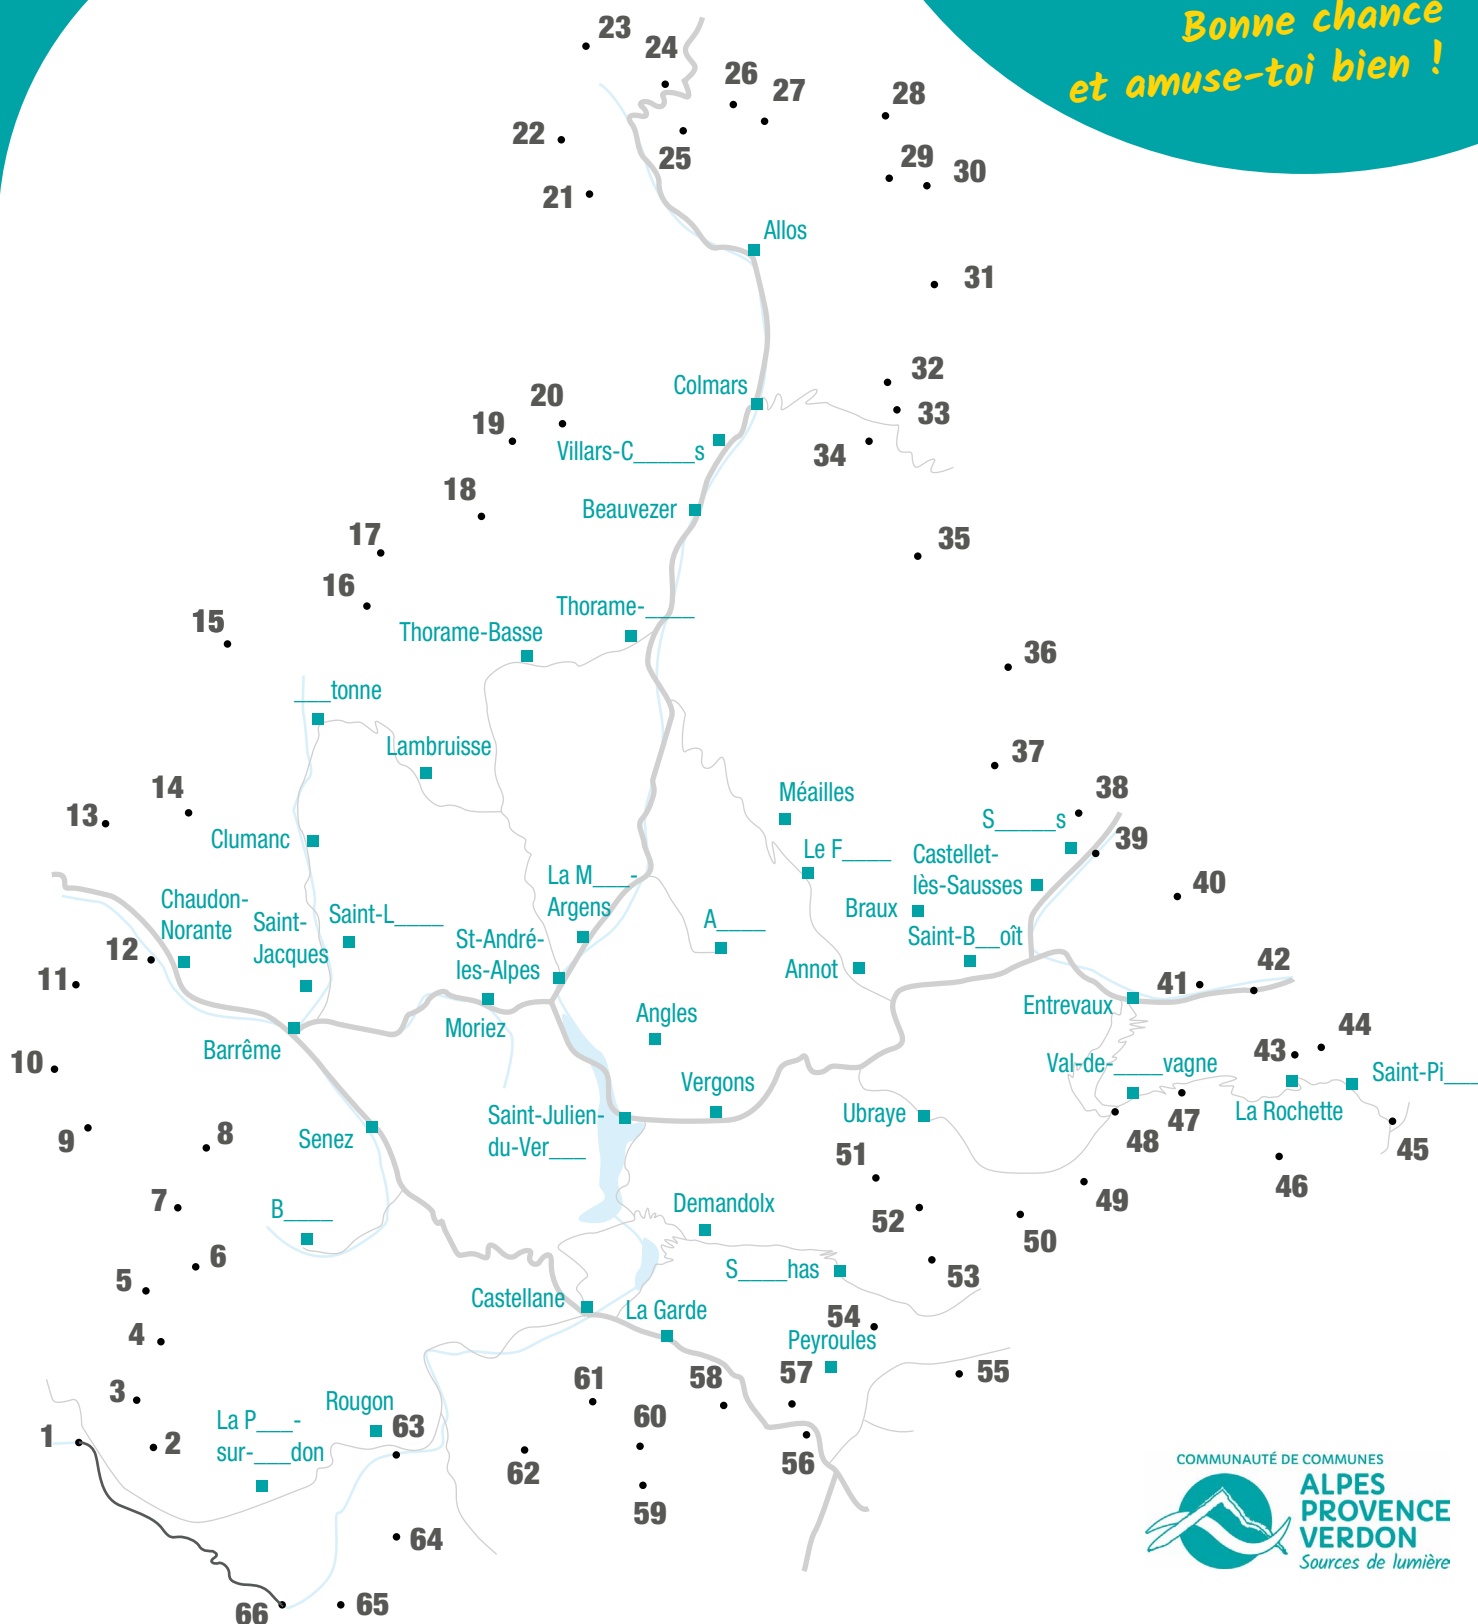 Bonne chance
et amuse-toi bien !
23
24
26
27
28
22
25
29
30
21
Allos
31
32
Colmars
20
33
19
Villars-C_____s
34
18
Beauvezer
17
35
16
Thorame-____
15
Thorame-Basse
36
___tonne
Lambruisse
37
14
Méailles
38
13
S_____s
Clumanc
39
Le F____
Castellet-
lès-Sausses
La M___-
Argens
40
Chaudon-
Norante
Saint-
Jacques
Saint-L____
A____
Braux
St-André-
les-Alpes
Saint-B__oît
12
42
11
Annot
41
Entrevaux
Angles
Moriez
44
Barrême
43
10
Val-de-____vagne
Saint-Pi___
Vergons
47
La Rochette
Saint-Julien-
du-Ver___
Ubraye
48
9
8
Senez
45
51
46
7
B____
Demandolx
49
52
50
6
S____has
5
53
Castellane
La Garde
54
4
Peyroules
3
61
58
57
55
Rougon
La P___-
sur-___don
63
60
1
2
62
56
59
64
66
65
COMMUNAUTÉ DE COMMUNES
ALPES
PROVENCE
VERDON
Sources de lumière